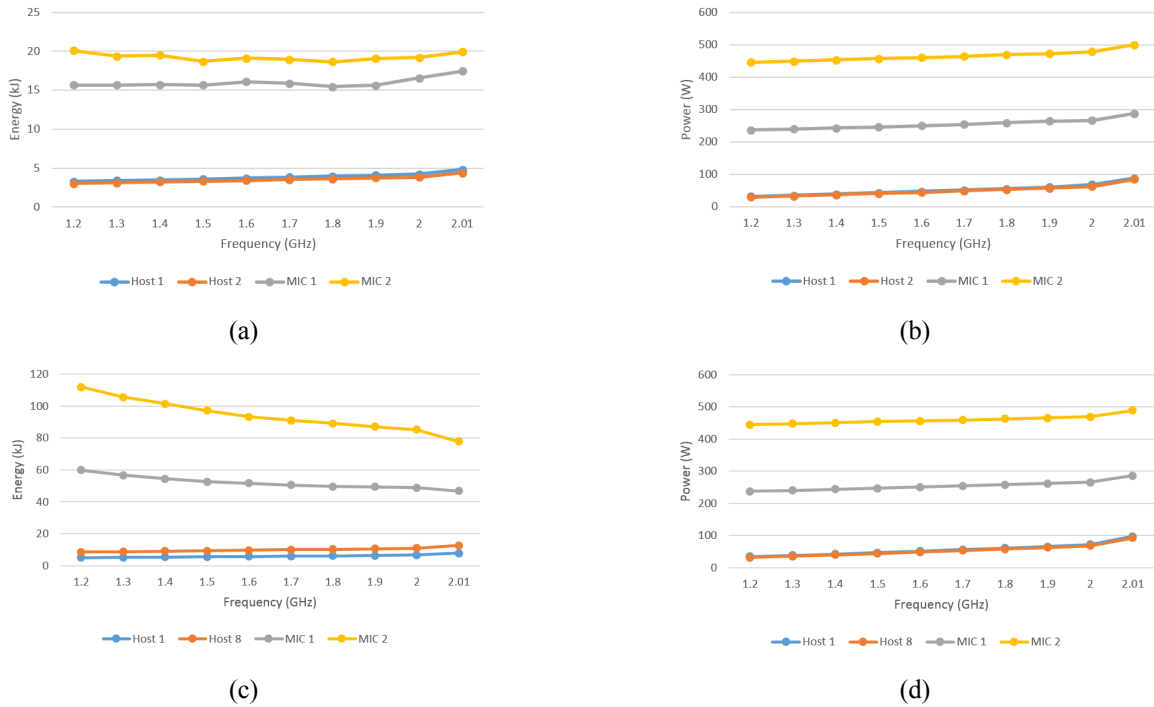 25
20
15
10
5
0
Energy (kJ)
1.2 1.3 1.4 1.5 1.6 1.7 1.8 1.9 2 2.01
Frequency (GHz)
Host 1 Host 2 MIC 1 MIC 2
(a)
600
500
400
300
200
100
0
Power (W)
1.2 1.3 1.4 1.5 1.6 1.7 1.8 1.9 2 2.01
Frequency (GHz)
Host 1 Host 2 MIC 1 MIC 2
(b)
120
100
80
60
40
20
0
Energy (kJ)
1.2 1.3 1.4 1.5 1.6 1.7 1.8 1.9 2 2.01
Frequency (GHz)
Host 1 Host 8 MIC 1 MIC 2
(c)
600
500
400
300
200
100
0
Power (W)
1.2 1.3 1.4 1.5 1.6 1.7 1.8 1.9 2 2.01
Frequency (GHz)
Host 1 Host 8 MIC 1 MIC 2
(d)